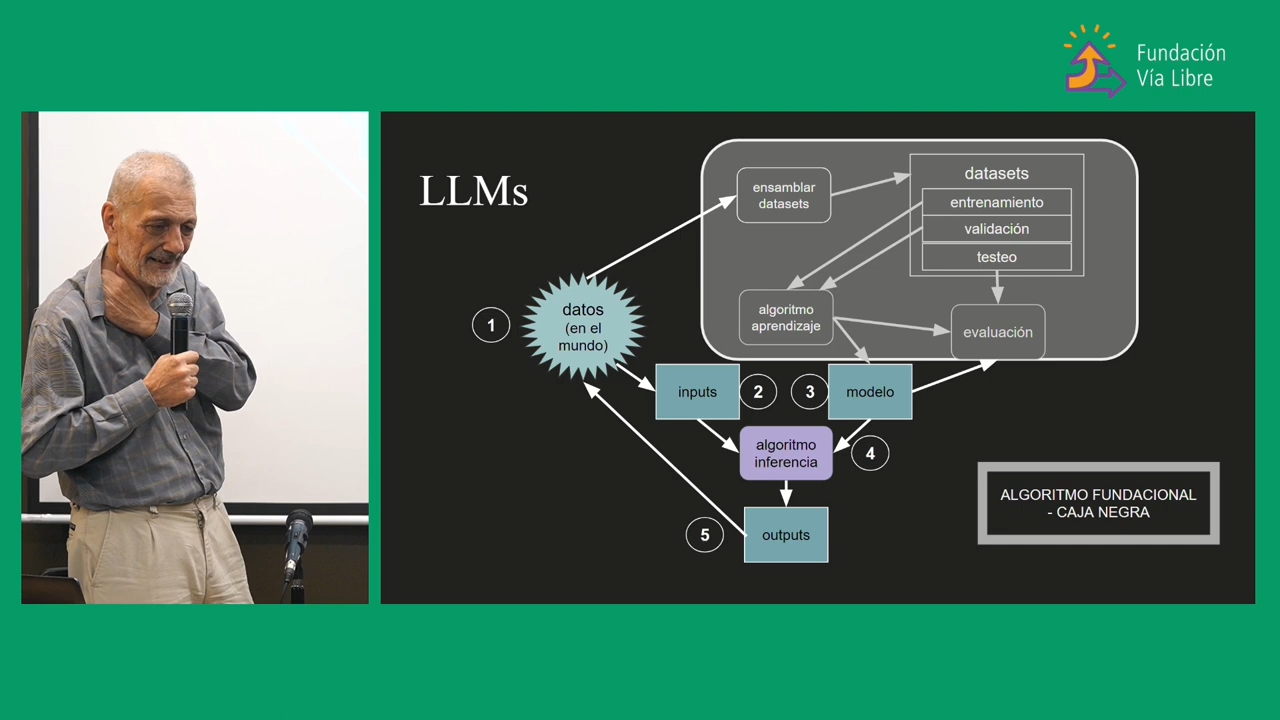 Fundación
Vía Libre
LLMs
ensamblar
datasets
datasets
entrenamiento
validación
testeo
algoritmo
aprendizaje
evaluación
1
datos
(en el
mundo)
inputs
2
3
modelo
algoritmo
inferencia
4
ALGORITMO FUNDACIONAL
- CAJA NEGRA
5
outputs